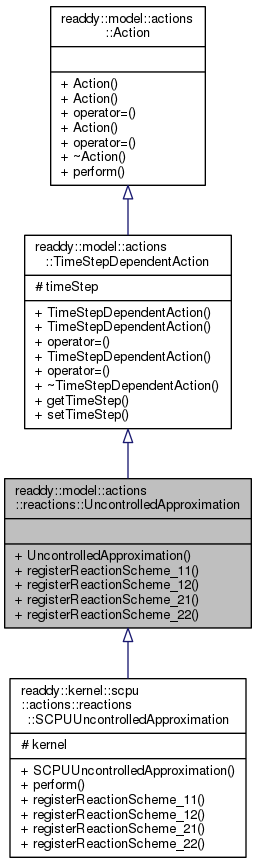 readdy::model::actions
::Action
+ Action()
+ Action()
+ operator=()
+ Action()
+ operator=()
+ ~Action()
+ perform()
readdy::model::actions
::TimeStepDependentAction
# timeStep
+ TimeStepDependentAction()
+ TimeStepDependentAction()
+ operator=()
+ TimeStepDependentAction()
+ operator=()
+ ~TimeStepDependentAction()
+ getTimeStep()
+ setTimeStep()
readdy::model::actions
::reactions::UncontrolledApproximation
+ UncontrolledApproximation()
+ registerReactionScheme_11()
+ registerReactionScheme_12()
+ registerReactionScheme_21()
+ registerReactionScheme_22()
readdy::kernel::scpu
::actions::reactions
::SCPUUncontrolledApproximation
# kernel
+ SCPUUncontrolledApproximation()
+ perform()
+ registerReactionScheme_11()
+ registerReactionScheme_12()
+ registerReactionScheme_21()
+ registerReactionScheme_22()